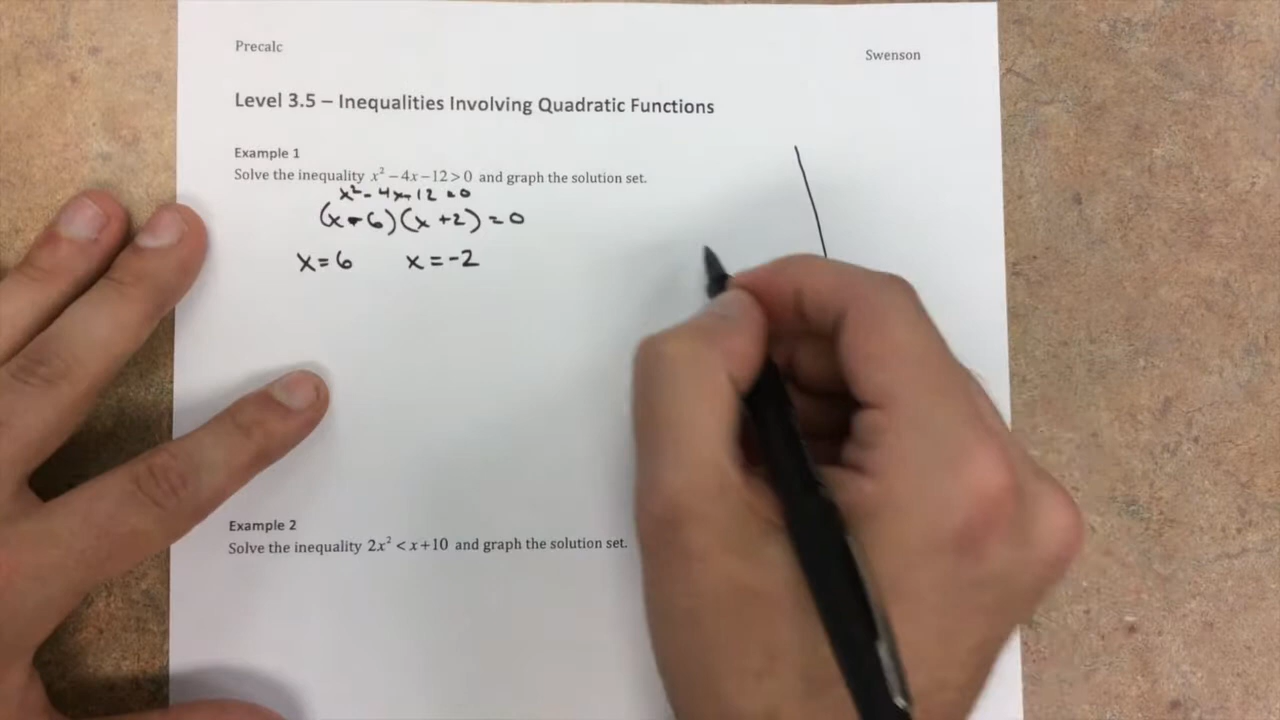 Precalc
Swenson
Level 3.5 – Inequalities Involving Quadratic Functions
Example 1
Solve the inequality x² – 4x – 12 > 0 and graph the solution set.
x² - 4x - 12 = 0
(x - 6)(x + 2) = 0
x = 6 x = -2
Example 2
Solve the inequality 2x² < x + 10 and graph the solution set.